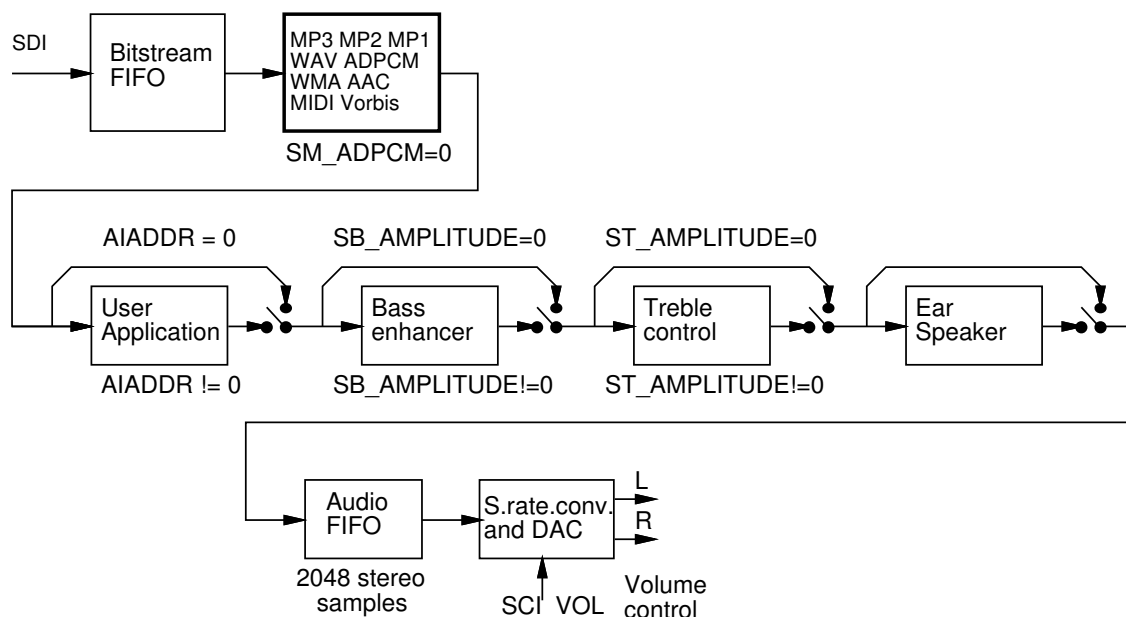 SDI
Bitstream
FIFO
MP3 MP2 MP1
WAV ADPCM
WMA AAC
MIDI Vorbis
SM_ADPCM=0
AIADDR = 0
SB_AMPLITUDE=0
ST_AMPLITUDE=0
User
Application
Bass
enhancer
Treble
control
Ear
Speaker
AIADDR != 0
SB_AMPLITUDE!=0
ST_AMPLITUDE!=0
Audio
FIFO
S.rate.conv.
and DAC
L
R
2048 stereo
samples
SCI VOL
Volume
control